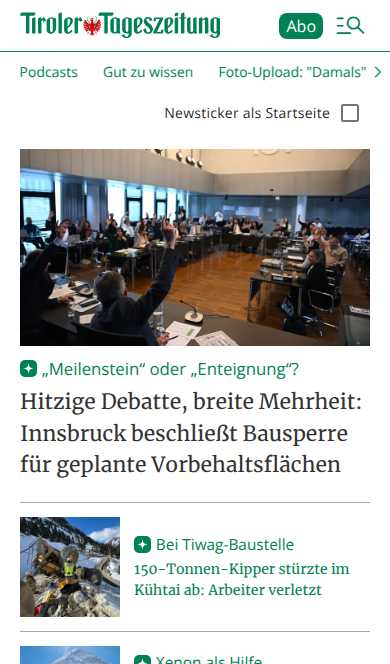 Tiroler Tageszeitung
Abo
Podcasts Gut zu wissen Foto-Upload: "Damals"
Newsticker als Startseite
„Meilenstein“ oder „Enteignung“?
Hitzige Debatte, breite Mehrheit:
Innsbruck beschließt Bausperre
für geplante Vorbehaltsflächen
Bei Tiwag-Baustelle
150-Tonnen-Kipper stürzte im
Kühtai ab: Arbeiter verletzt
Xenon als Hilfe